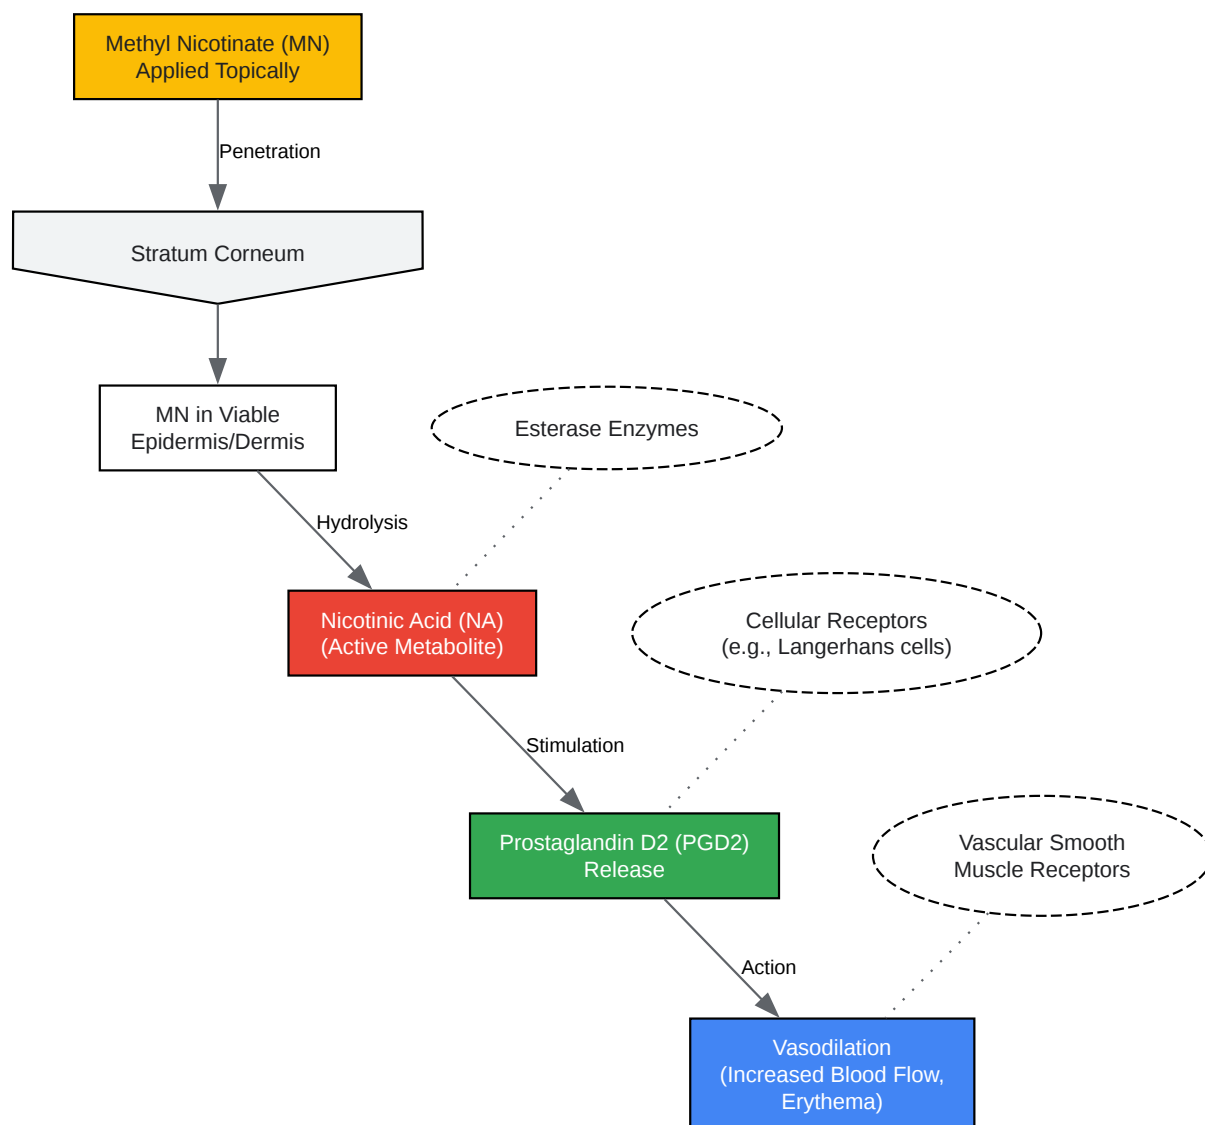 Methyl Nicotinate (MN)
Applied Topically
Penetration
Stratum Corneum
MN in Viable
Epidermis/Dermis
Esterase Enzymes
Hydrolysis
Nicotinic Acid (NA)
(Active Metabolite)
Cellular Receptors
(e.g., Langerhans cells)
Stimulation
Prostaglandin D2 (PGD2)
Release
Vascular Smooth
Muscle Receptors
Action
Vasodilation
(Increased Blood Flow,
Erythema)